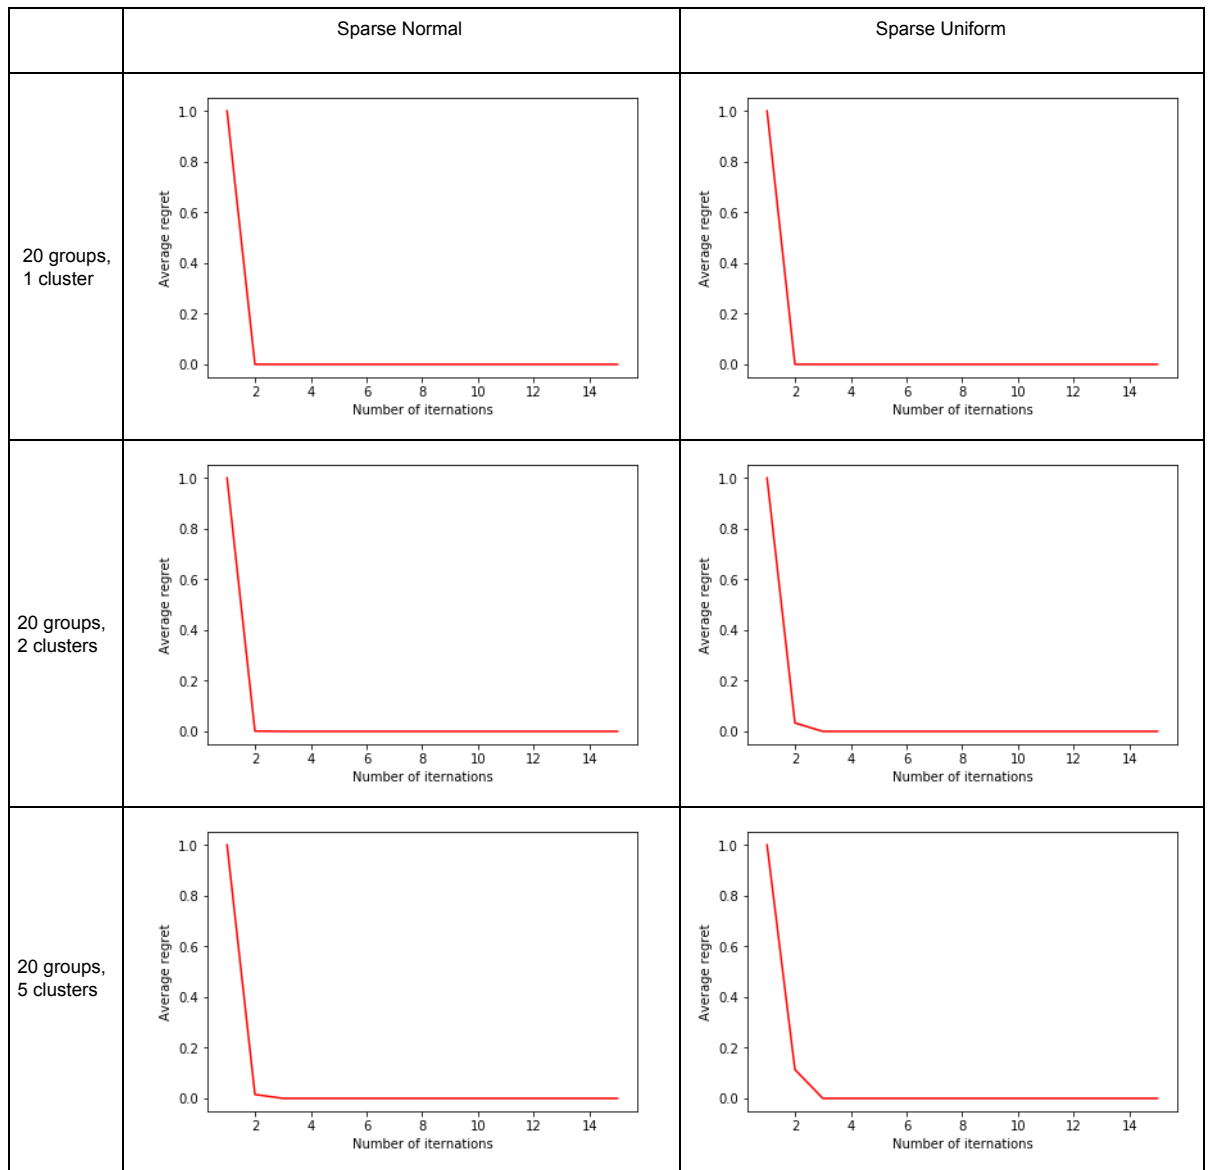 Sparse Normal
Sparse Uniform
20 groups,
1 cluster
1.0
0.8
0.6
0.4
0.2
0.0
Average regret
2 4 6 8 10 12 14
Number of iternations
1.0
0.8
0.6
0.4
0.2
0.0
Average regret
2 4 6 8 10 12 14
Number of iternations
20 groups,
2 clusters
1.0
0.8
0.6
0.4
0.2
0.0
Average regret
2 4 6 8 10 12 14
Number of iternations
1.0
0.8
0.6
0.4
0.2
0.0
Average regret
2 4 6 8 10 12 14
Number of iternations
20 groups,
5 clusters
1.0
0.8
0.6
0.4
0.2
0.0
Average regret
2 4 6 8 10 12 14
Number of iternations
1.0
0.8
0.6
0.4
0.2
0.0
Average regret
2 4 6 8 10 12 14
Number of iternations